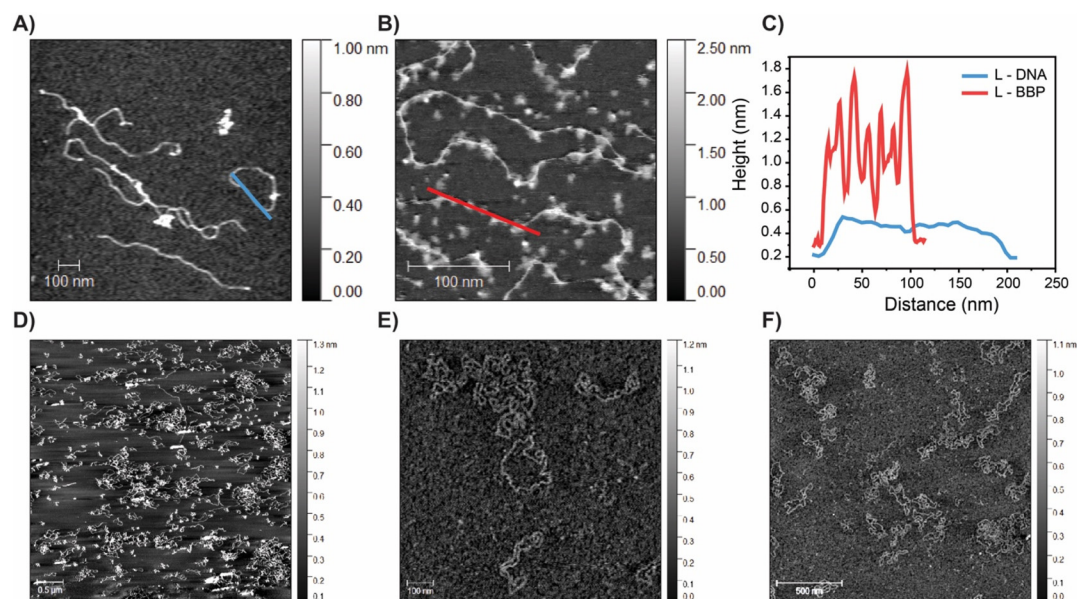 A)
1.00 nm
0.80
0.60
0.40
0.20
0.00
100 nm
B)
2.50 nm
2.00
1.50
1.00
0.50
0.00
100 nm
C)
Height (nm)
1.8
1.6
1.4
1.2
1.0
0.8
0.6
0.4
0.2
L - DNA
L - BBP
0 50 100 150 200 250
Distance (nm)
D)
1.3 nm
1.2
1.1
1.0
0.9
0.8
0.7
0.6
0.5
0.4
0.3
0.2
0.1
0.5 μm
E)
1.2 nm
1.1
1.0
0.9
0.8
0.7
0.6
0.5
0.4
0.3
0.2
0.1
0.0
100 nm
F)
1.1 nm
1.0
0.9
0.8
0.7
0.6
0.5
0.4
0.3
0.2
0.1
0.0
500 nm